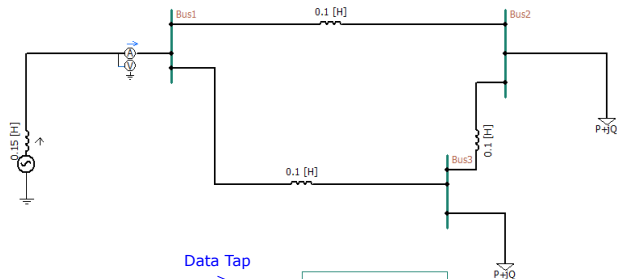 0.1 [H]
Bus1
Bus2
A
V
0.15 [H]
P+jQ
0.1 [H]
Bus3
0.1 [H]
Data Tap
P+jQ